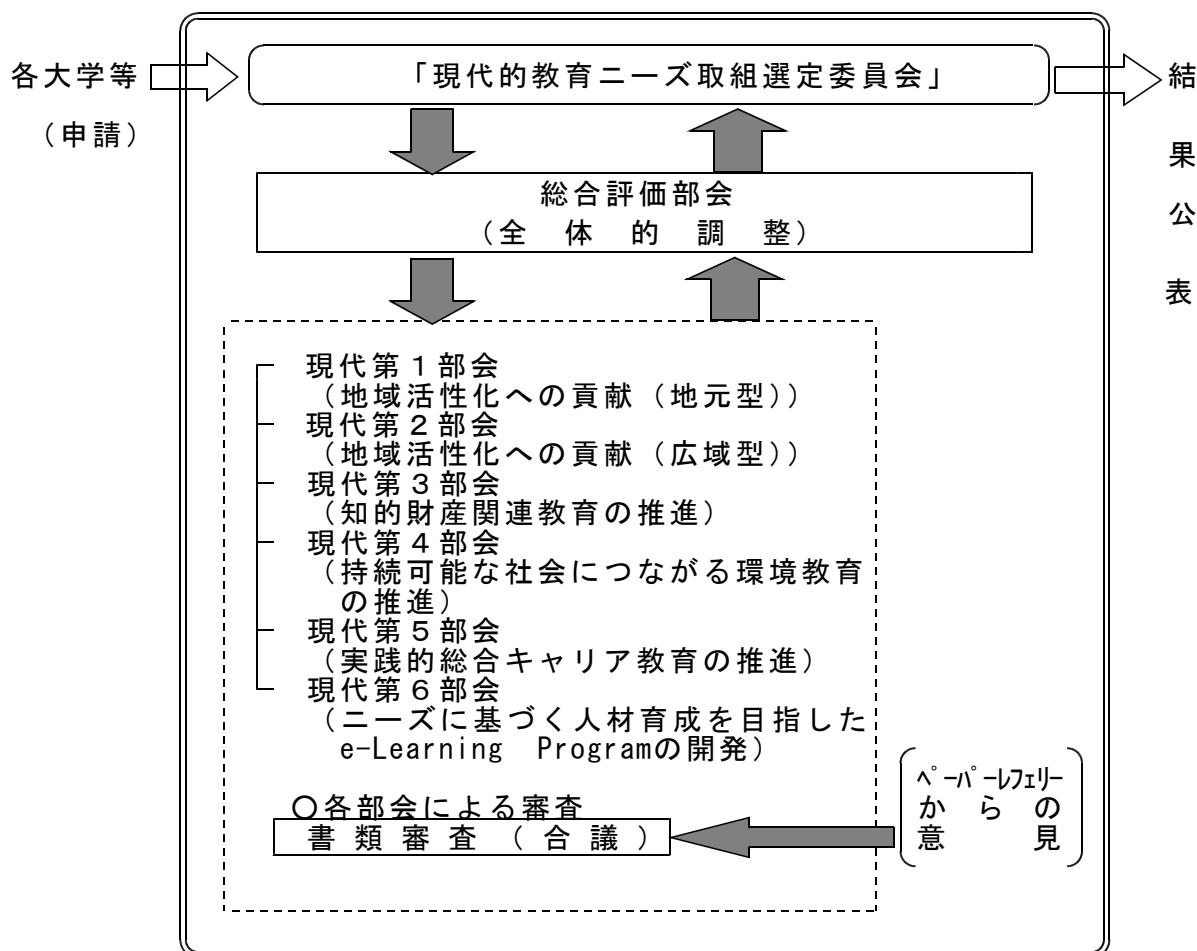 各大学等
（申請）
「現代的教育ニーズ取組選定委員会」
結果公表
総合評価部会
（全体的調整）
現代第１部会
（地域活性化への貢献（地元型））
現代第２部会
（地域活性化への貢献（広域型））
現代第３部会
（知的財産関連教育の推進）
現代第４部会
（持続可能な社会につながる環境教育
の推進）
現代第５部会
（実践的総合キャリア教育の推進）
現代第６部会
（ニーズに基づく人材育成を目指した
e-Learning　Programの開発）
○各部会による審査
書類審査（合議）
ﾍﾟｰﾊﾟｰﾚﾌｪﾘｰ
からの
意見